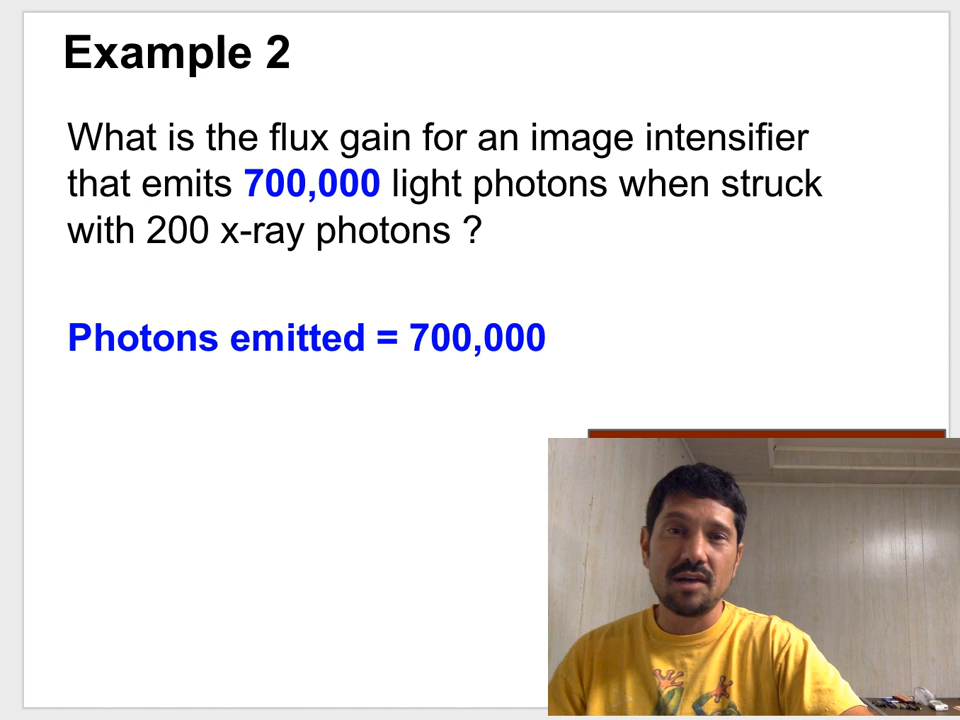 Example 2
What is the flux gain for an image intensifier
that emits 700,000 light photons when struck
with 200 x-ray photons ?
Photons emitted = 700,000